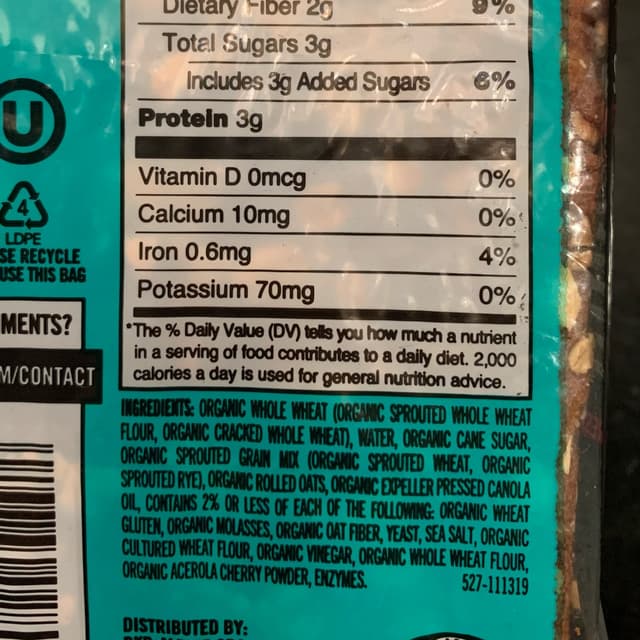 Dietary Fiber 2g 9%
Total Sugars 3g
Includes 3g Added Sugars 6%
Protein 3g
Vitamin D 0mcg 0%
Calcium 10mg 0%
Iron 0.6mg 4%
Potassium 70mg 0%
*The % Daily Value (DV) tells you how much a nutrient
in a serving of food contributes to a daily diet. 2,000
calories a day is used for general nutrition advice.
INGREDIENTS: ORGANIC WHOLE WHEAT (ORGANIC SPROUTED WHOLE WHEAT
FLOUR, ORGANIC CRACKED WHOLE WHEAT), WATER, ORGANIC CANE SUGAR,
ORGANIC SPROUTED GRAIN MIX (ORGANIC SPROUTED WHEAT, ORGANIC
SPROUTED RYE), ORGANIC ROLLED OATS, ORGANIC EXPELLER PRESSED CANOLA
OIL, CONTAINS 2% OR LESS OF EACH OF THE FOLLOWING: ORGANIC WHEAT
GLUTEN, ORGANIC MOLASSES, ORGANIC OAT FIBER, YEAST, SEA SALT, ORGANIC
CULTURED WHEAT FLOUR, ORGANIC VINEGAR, ORGANIC WHOLE WHEAT FLOUR,
ORGANIC ACEROLA CHERRY POWDER, ENZYMES. 527-111319
DISTRIBUTED BY:
U
4
LDPE
SE RECYCLE
USE THIS BAG
MENTS?
M/CONTACT